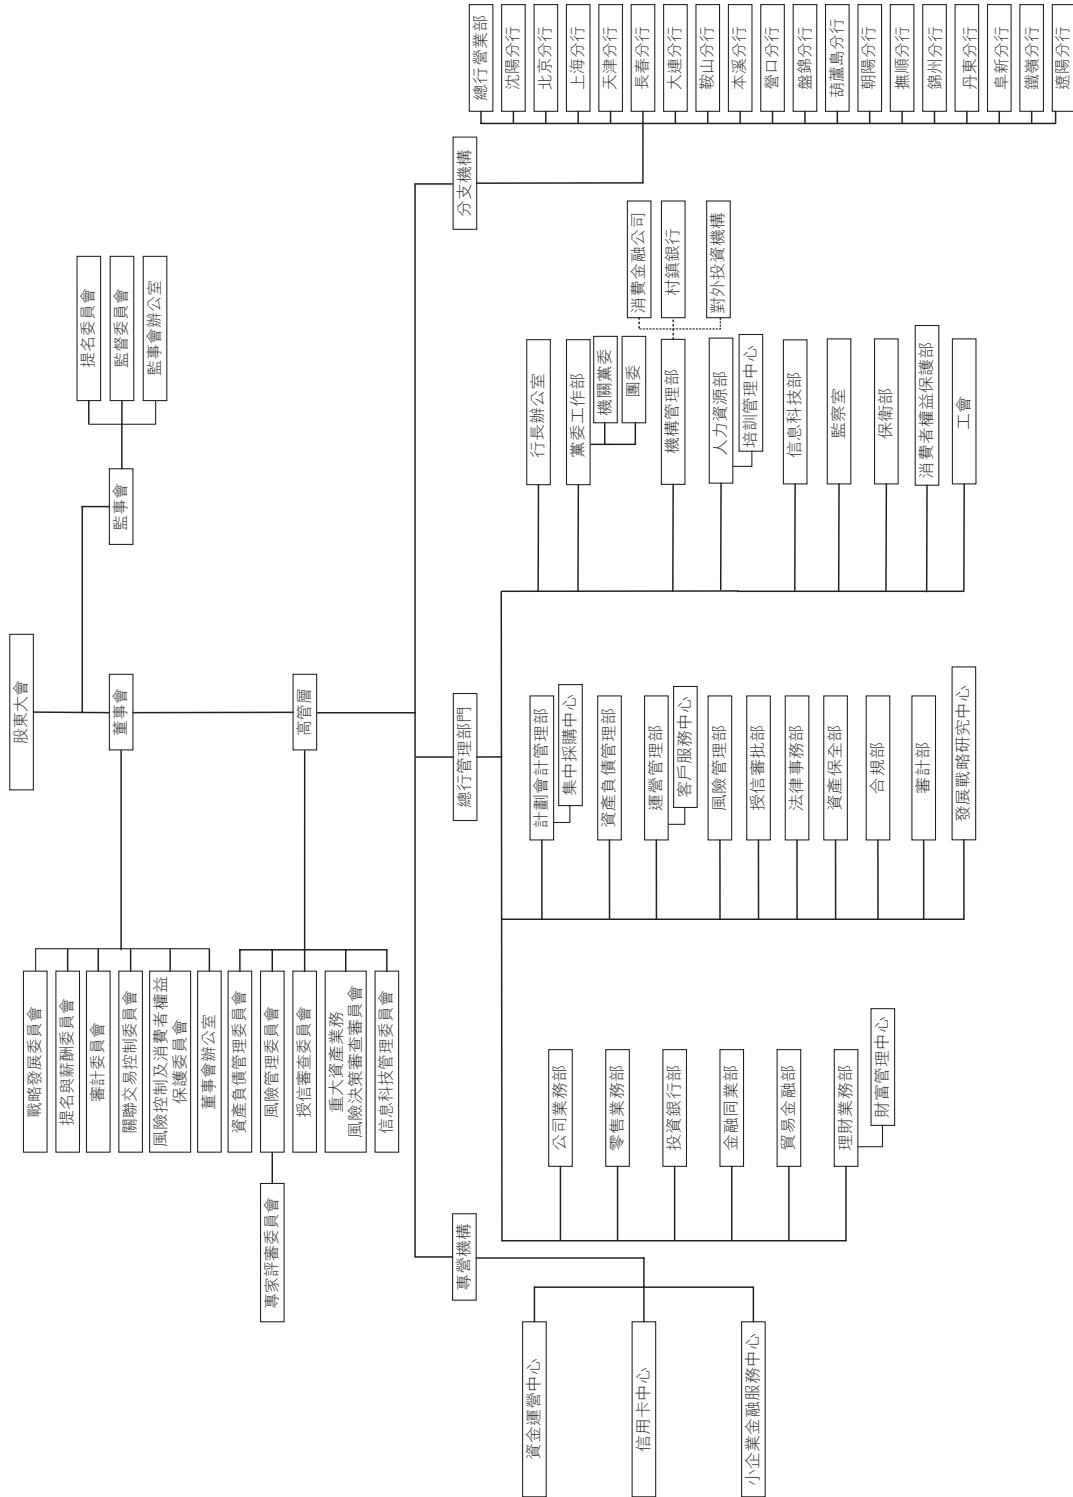 股東大會
監事會
提名委員會
監督委員會
監事會辦公室
董事會
戰略發展委員會
提名與薪酬委員會
審計委員會
關聯交易控制委員會
風險控制及消費者權益
保護委員會
董事會辦公室
高管層
資產負債管理委員會
風險管理委員會
專家評審委員會
授信審查委員會
重大資產業務
風險決策審查審員會
信息科技管理委員會
專營機構
資金運營中心
信用卡中心
小企業金融服務中心
總行管理部門
公司業務部
零售業務部
投資銀行部
金融同業部
貿易金融部
理財業務部
財富管理中心
計劃會計管理部
集中採購中心
資產負債管理部
運營管理部
客戶服務中心
風險管理部
授信審批部
法律事務部
資產保全部
合規部
審計部
發展戰略研究中心
行長辦公室
黨委工作部
機關黨委
團委
機構管理部
消費金融公司
村鎮銀行
對外投資機構
人力資源部
培訓管理中心
信息科技部
監察室
保衛部
消費者權益保護部
工會
分支機構
總行營業部
沈陽分行
北京分行
上海分行
天津分行
長春分行
大連分行
鞍山分行
本溪分行
營口分行
盤錦分行
葫蘆島分行
朝陽分行
撫順分行
錦州分行
丹東分行
阜新分行
鐵嶺分行
遼陽分行